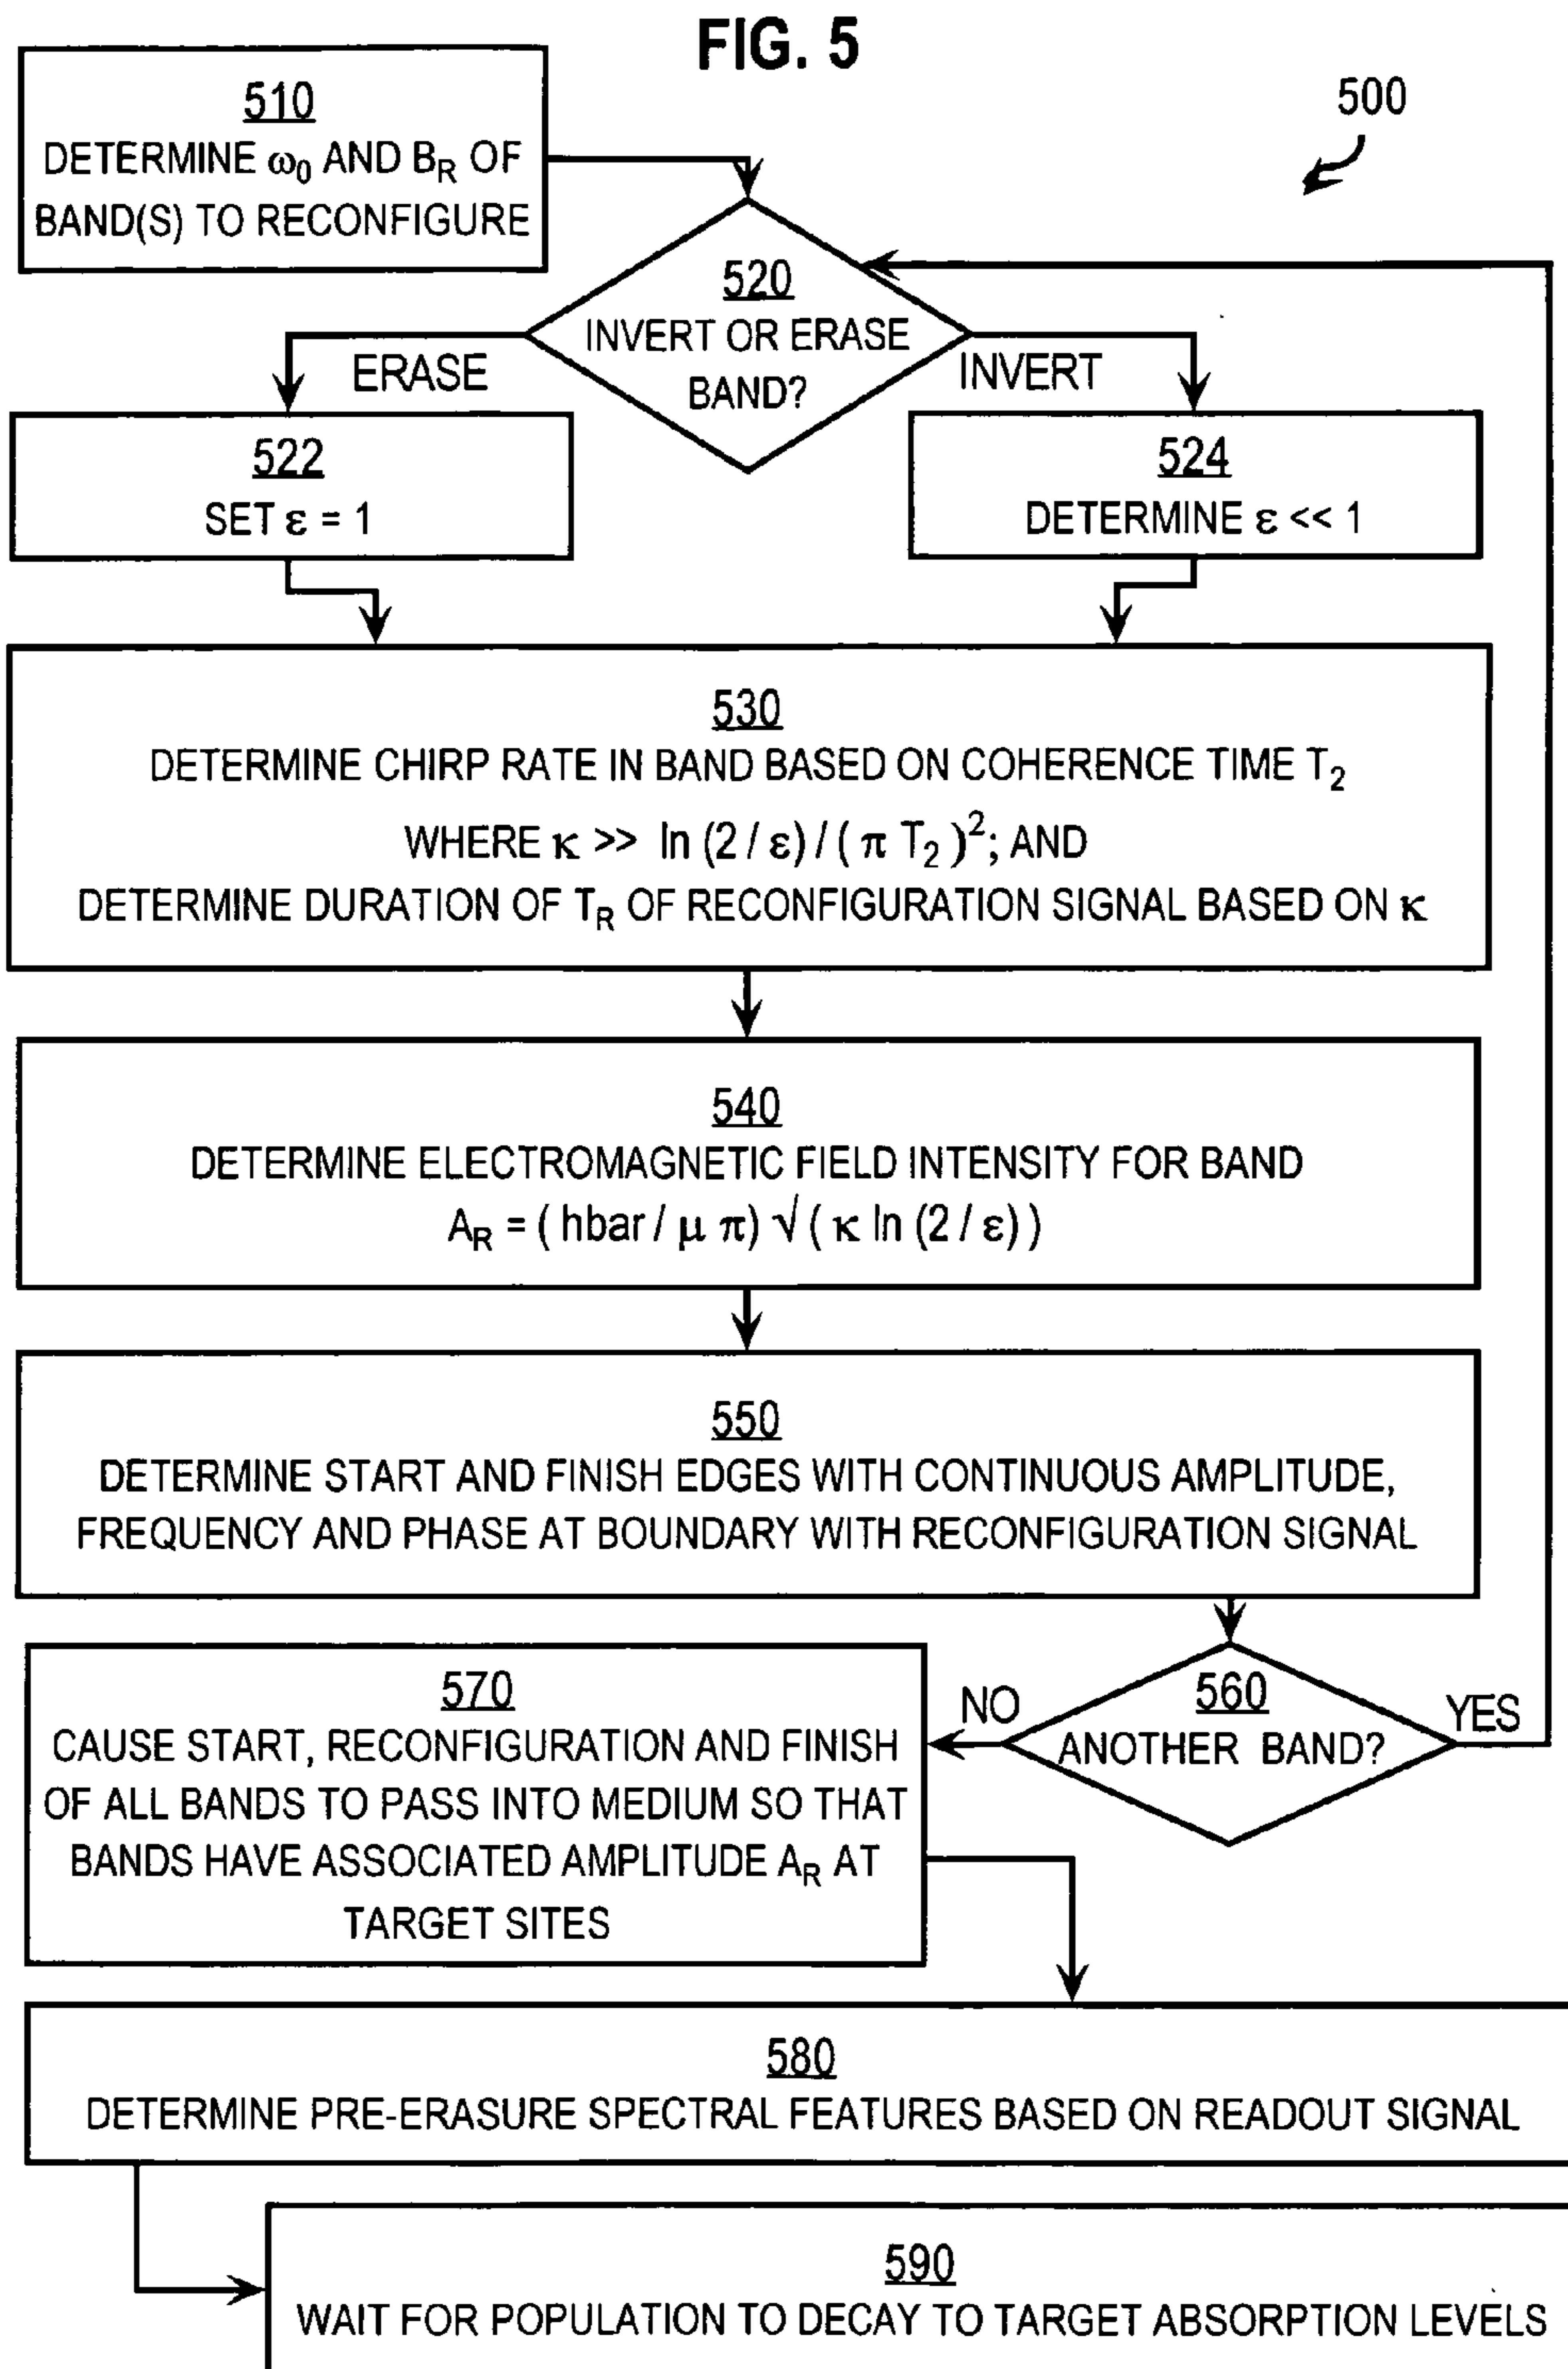 FIG. 5
500
510
DETERMINE ω₀ AND B_R OF
BAND(S) TO RECONFIGURE
520
INVERT OR ERASE
BAND?
ERASE
INVERT
522
SET ε = 1
524
DETERMINE ε << 1
530
DETERMINE CHIRP RATE IN BAND BASED ON COHERENCE TIME T₂
WHERE κ >> ln (2 / ε) / ( π T₂ )²; AND
DETERMINE DURATION OF T_R OF RECONFIGURATION SIGNAL BASED ON κ
540
DETERMINE ELECTROMAGNETIC FIELD INTENSITY FOR BAND
A_R = ( hbar / μ π) √ ( κ ln (2 / ε) )
550
DETERMINE START AND FINISH EDGES WITH CONTINUOUS AMPLITUDE,
FREQUENCY AND PHASE AT BOUNDARY WITH RECONFIGURATION SIGNAL
560
ANOTHER BAND?
NO
YES
570
CAUSE START, RECONFIGURATION AND FINISH
OF ALL BANDS TO PASS INTO MEDIUM SO THAT
BANDS HAVE ASSOCIATED AMPLITUDE A_R AT
TARGET SITES
580
DETERMINE PRE-ERASURE SPECTRAL FEATURES BASED ON READOUT SIGNAL
590
WAIT FOR POPULATION TO DECAY TO TARGET ABSORPTION LEVELS